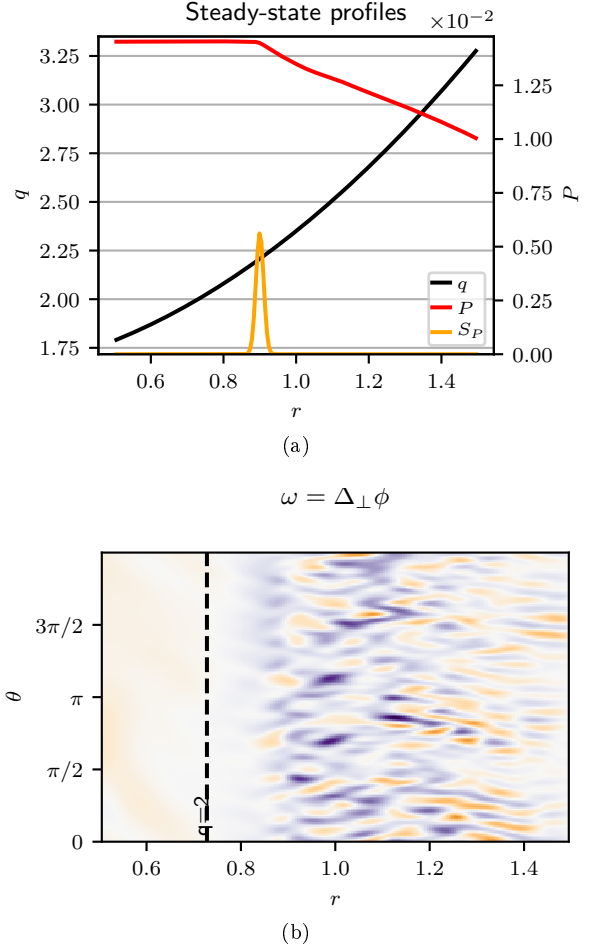 Steady-state profiles
×10⁻²
3.25
3.00
2.75
2.50
2.25
2.00
1.75
q
1.25
1.00
0.75
0.50
0.25
0.00
P
q
P
S_P
0.6 0.8 1.0 1.2 1.4
r
(a)
ω = Δ⊥ϕ
3π/2
π
π/2
0
θ
q=2
0.6 0.8 1.0 1.2 1.4
r
(b)